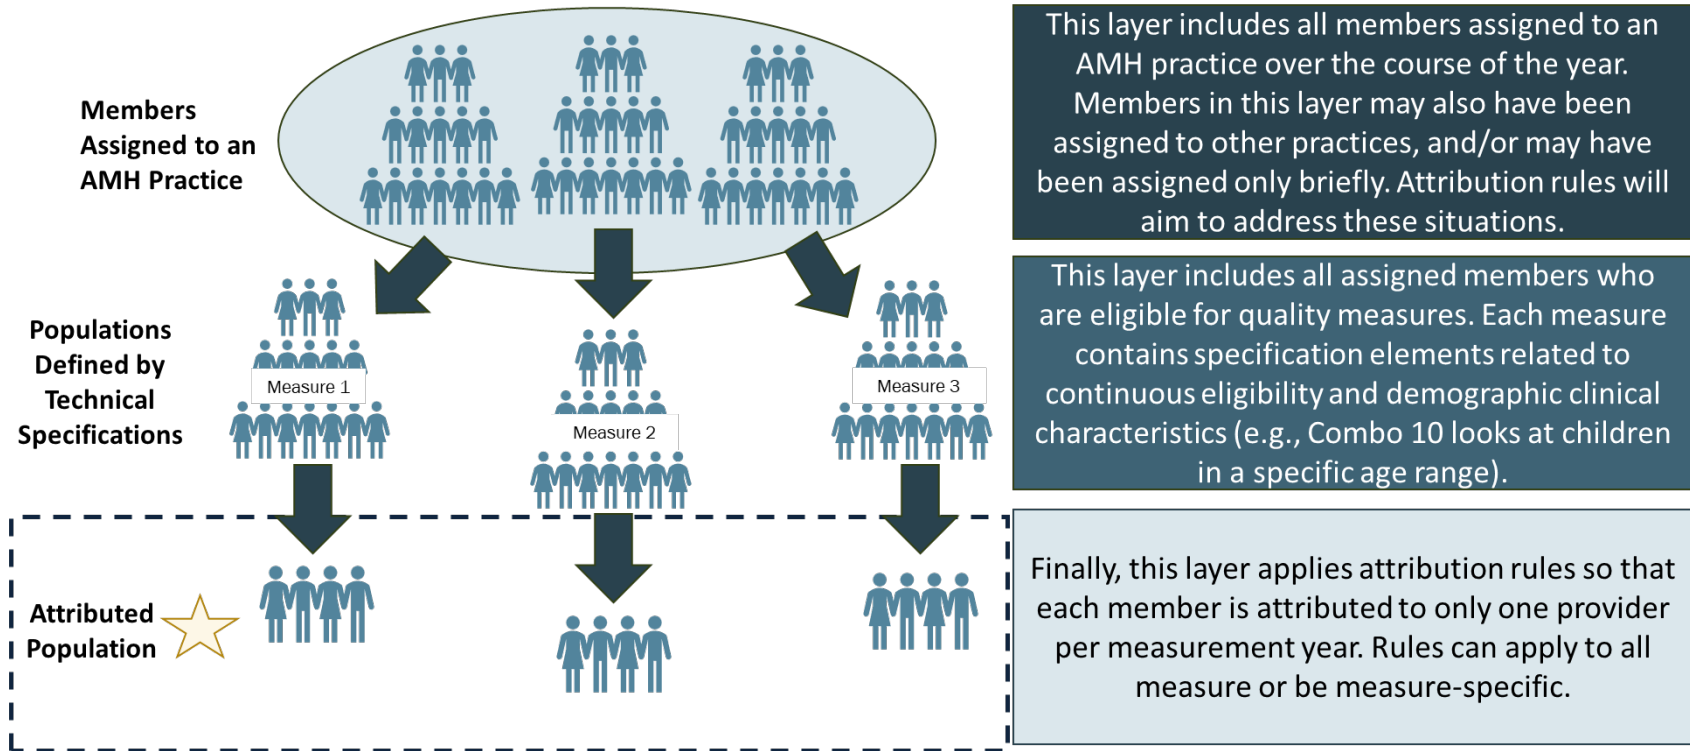 Members
Assigned to an
AMH Practice
This layer includes all members assigned to an
AMH practice over the course of the year.
Members in this layer may also have been
assigned to other practices, and/or may have
been assigned only briefly. Attribution rules will
aim to address these situations.
Populations
Defined by
Technical
Specifications
Measure 1
Measure 2
Measure 3
This layer includes all assigned members who
are eligible for quality measures. Each measure
contains specification elements related to
continuous eligibility and demographic clinical
characteristics (e.g., Combo 10 looks at children
in a specific age range).
Attributed
Population
Finally, this layer applies attribution rules so that
each member is attributed to only one provider
per measurement year. Rules can apply to all
measure or be measure-specific.